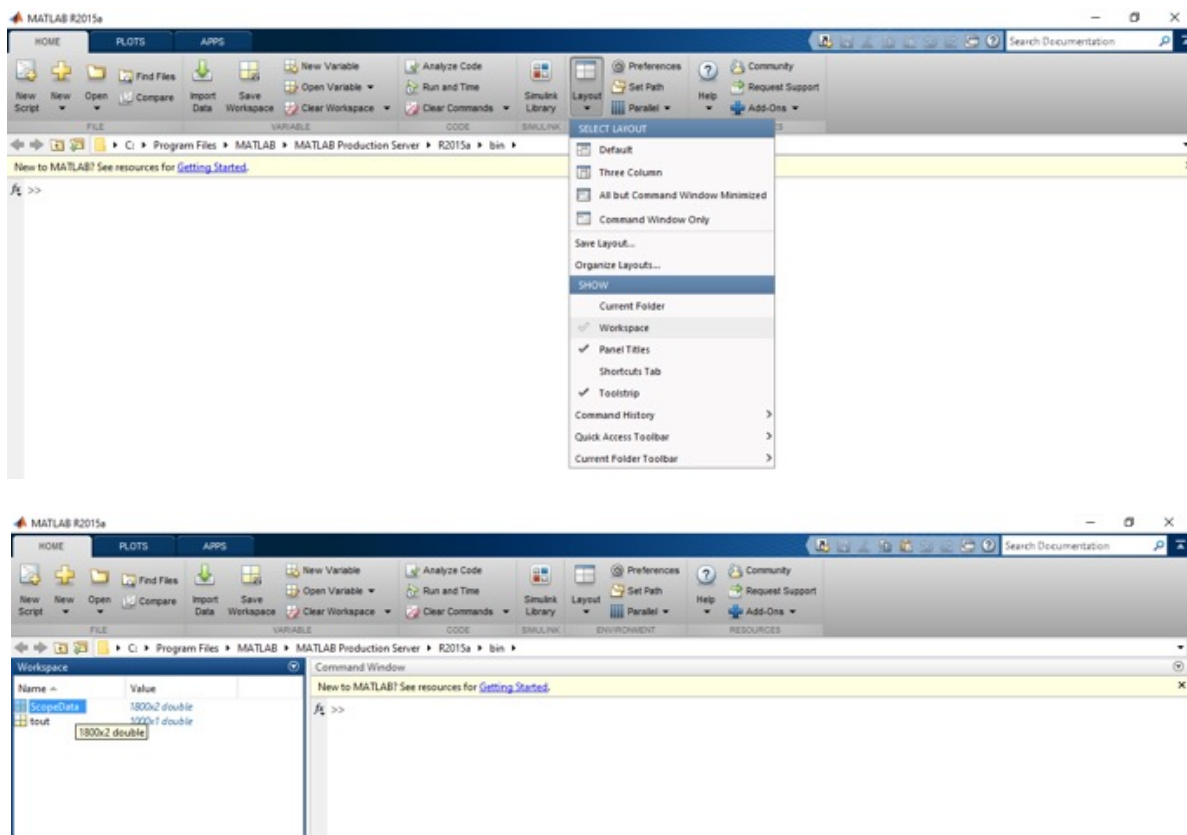 MATLAB R2015a
HOME PLOTS APPS Search Documentation
New Script New Open Find Files Compare Import Data Save Workspace New Variable Open Variable Clear Workspace Analyze Code Run and Time Clear Commands Simulink Library Layout Preferences Set Path Parallel Help Community Request Support Add-Ons
FILE VARIABLE CODE SIMULINK
C: Program Files MATLAB MATLAB Production Server R2015a bin
New to MATLAB? See resources for Getting Started.
fx >>
SELECT LAYOUT
Default
Three Column
All but Command Window Minimized
Command Window Only
Save Layout...
Organize Layouts...
SHOW
Current Folder
Workspace
Panel Titles
Shortcuts Tab
Toolstrip
Command History
Quick Access Toolbar
Current Folder Toolbar
MATLAB R2015a
HOME PLOTS APPS Search Documentation
New Script New Open Find Files Compare Import Data Save Workspace New Variable Open Variable Clear Workspace Analyze Code Run and Time Clear Commands Simulink Library Layout Preferences Set Path Parallel Help Community Request Support Add-Ons
FILE VARIABLE CODE SIMULINK ENVIRONMENT RESOURCES
C: Program Files MATLAB MATLAB Production Server R2015a bin
Workspace Command Window
Name Value New to MATLAB? See resources for Getting Started.
ScopeData 1800x2 double fx >>
tout 1000x1 double
1800x2 double